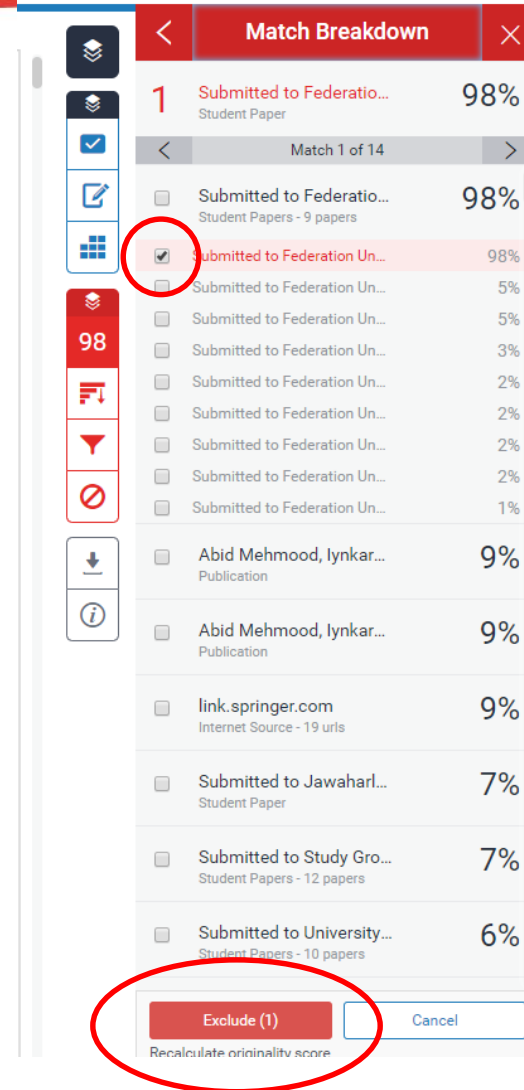 Match Breakdown
1 Submitted to Federatio... 98%
Student Paper
Match 1 of 14
Submitted to Federatio... 98%
Student Papers - 9 papers
Submitted to Federation Un... 98%
Submitted to Federation Un... 5%
Submitted to Federation Un... 5%
Submitted to Federation Un... 3%
Submitted to Federation Un... 2%
Submitted to Federation Un... 2%
Submitted to Federation Un... 2%
Submitted to Federation Un... 2%
Submitted to Federation Un... 1%
98
Abid Mehmood, Iynkar... 9%
Publication
Abid Mehmood, Iynkar... 9%
Publication
link.springer.com 9%
Internet Source - 19 urls
Submitted to Jawaharl... 7%
Student Paper
Submitted to Study Gro... 7%
Student Papers - 12 papers
Submitted to University... 6%
Student Papers - 10 papers
Exclude (1) Cancel
Recalculate originality score